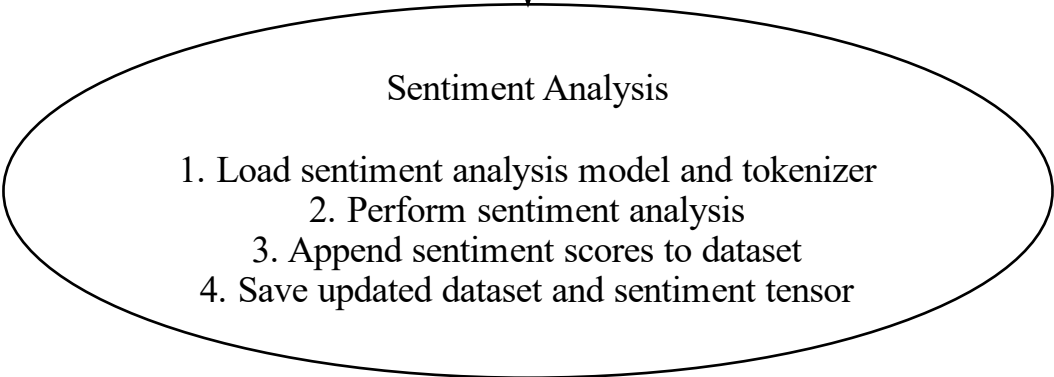 Sentiment Analysis
1. Load sentiment analysis model and tokenizer
2. Perform sentiment analysis
3. Append sentiment scores to dataset
4. Save updated dataset and sentiment tensor